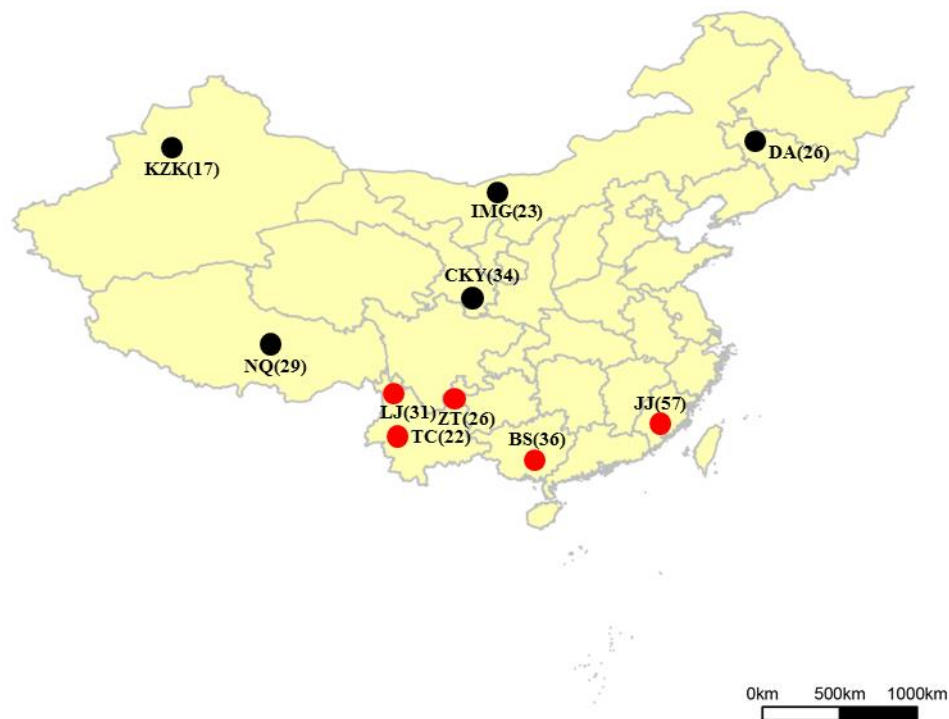 DA(26)
KZK(17)
IMG(23)
CKY(34)
NQ(29)
JJ(57)
LJ(31)
ZT(26)
TC(22)
BS(36)
0km 500km 1000km